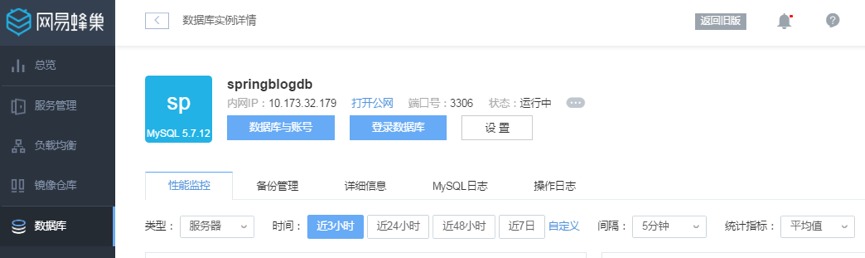 网易蜂巢
数据库实例详情
返回旧版
总览
服务管理
负载均衡
镜像仓库
数据库
sp
MySQL 5.7.12
springblogdb
内网IP：10.173.32.179 打开公网 端口号：3306 状态：运行中
数据库与账号 登录数据库 设 置
性能监控 备份管理 详细信息 MySQL日志 操作日志
类型： 服务器 时间： 近3小时 近24小时 近48小时 近7日 自定义 间隔： 5分钟 统计指标： 平均值